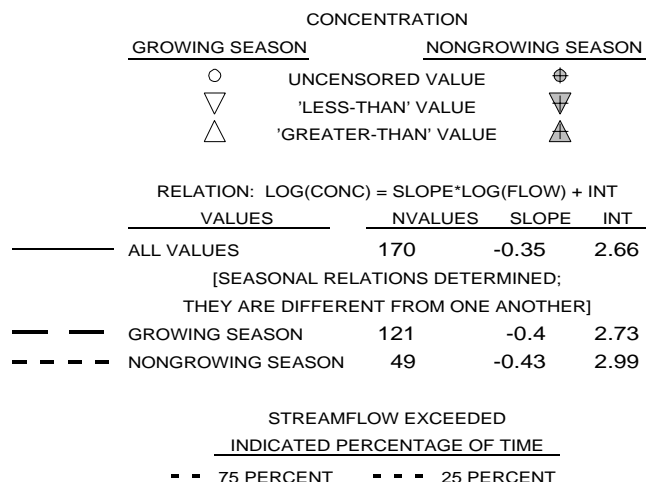 CONCENTRATION
GROWING SEASON NONGROWING SEASON
UNCENSORED VALUE
'LESS-THAN' VALUE
'GREATER-THAN' VALUE
RELATION: LOG(CONC) = SLOPE*LOG(FLOW) + INT
VALUES NVALUES SLOPE INT
ALL VALUES 170 -0.35 2.66
[SEASONAL RELATIONS DETERMINED;
THEY ARE DIFFERENT FROM ONE ANOTHER]
GROWING SEASON 121 -0.4 2.73
NONGROWING SEASON 49 -0.43 2.99
STREAMFLOW EXCEEDED
INDICATED PERCENTAGE OF TIME
75 PERCENT 25 PERCENT